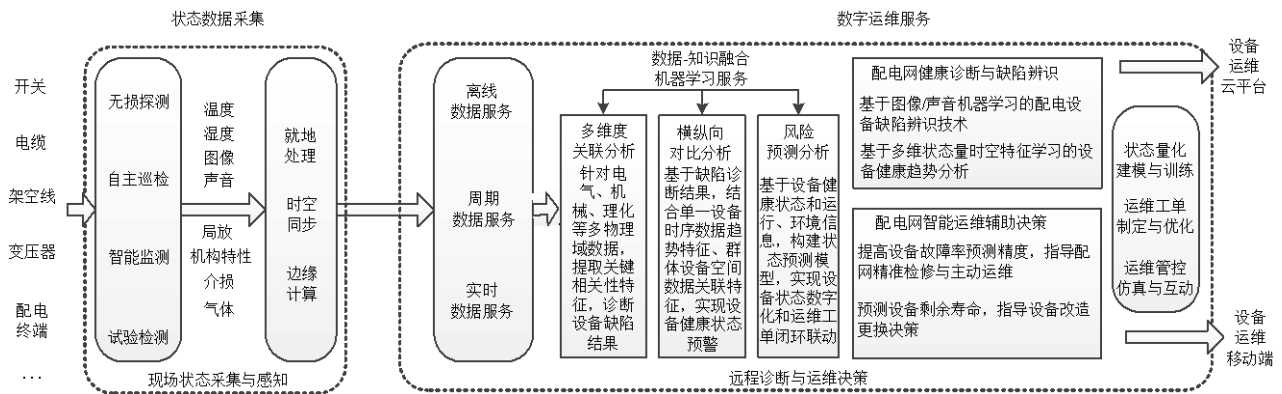 状态数据采集
开关
电缆
架空线
变压器
配电
终端
...
无损探测
自主巡检
智能监测
试验检测
温度
湿度
图像
声音
局放
机构特性
介损
气体
就地
处理
时空
同步
边缘
计算
现场状态采集与感知
数字运维服务
离线
数据服务
周期
数据服务
实时
数据服务
数据-知识融合
机器学习服务
多维度
关联分析
针对电
气、机
械、理化
等多物理
域数据，
提取关键
相关性特
征，诊断
设备缺陷
结果
横纵向
对比分析
基于缺陷诊
断结果，结
合单一设备
时序数据趋
势特征、群
体设备空间
数据关联特
征，实现设
备健康状态
预警
风险
预测分析
基于设备健
康状态和运
行、环境信
息，构建状
态预测模
型，实现设
备状态数字
化和运维工
单闭环联动
配电网健康诊断与缺陷辨识
基于图像/声音机器学习的配电设
备缺陷辨识技术
基于多维状态量时空特征学习的设
备健康趋势分析
配电网智能运维辅助决策
提高设备故障率预测精度，指导配
网精准检修与主动运维
预测设备剩余寿命，指导设备改造
更换决策
状态量化
建模与训练
运维工单
制定与优化
运维管控
仿真与互动
远程诊断与运维决策
设备
运维
云平台
设备
运维
移动端